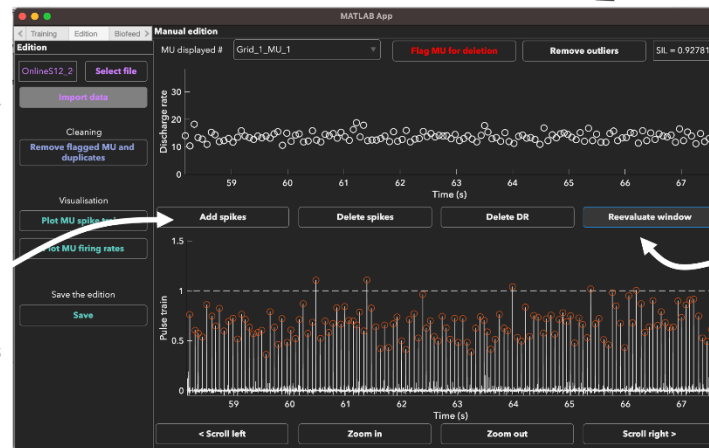 MATLAB App
< Training Edition Biofeed >
Manual edition
Edition
MU displayed # Grid_1_MU_1 Flag MU for deletion Remove outliers SIL = 0.92781
OnlineS12_2 Select file
Import data
Cleaning
Remove flagged MU and
duplicates
Visualisation
Plot MU spike
Plot MU firing rates
Save the edition
Save
Discharge rate
30
20
10
0
59 60 61 62 63 64 65 66 67
Time (s)
Add spikes Delete spikes Delete DR Reevaluate window
Pulse train
1.5
1
0.5
0
59 60 61 62 63 64 65 66 67
Time (s)
< Scroll left Zoom in Zoom out Scroll right >